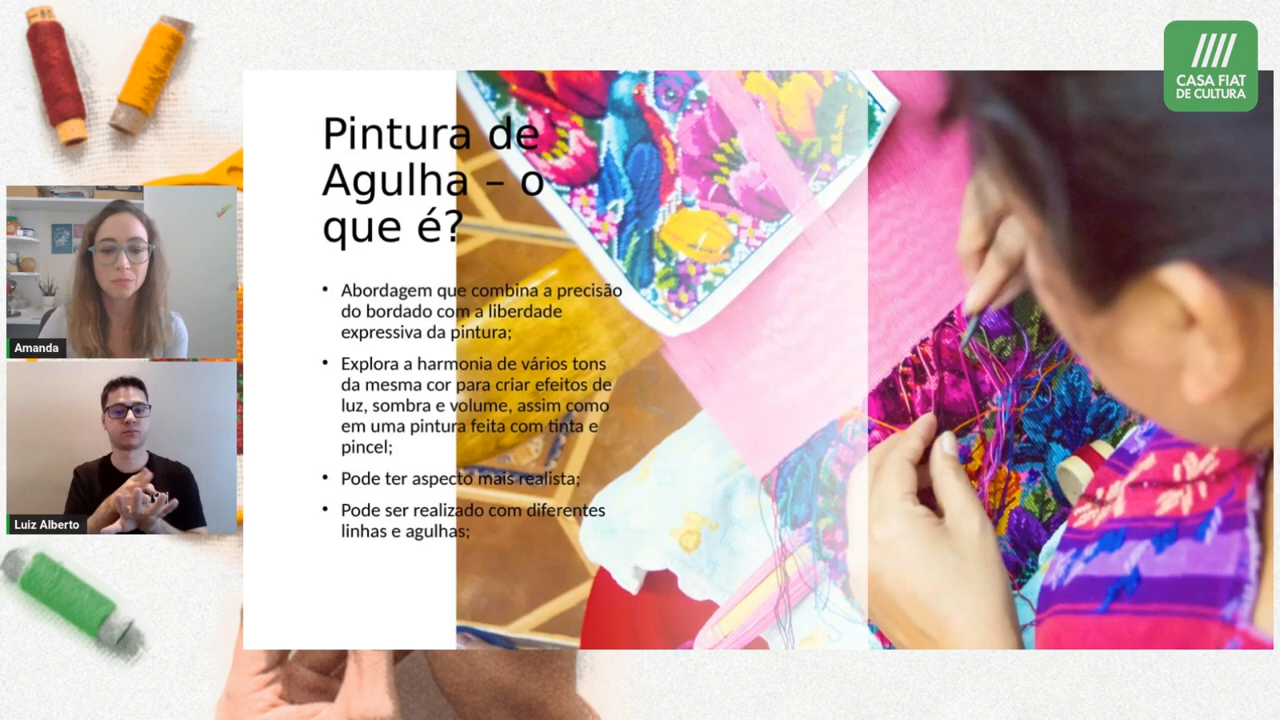 CASA FIAT
DE CULTURA
Pintura de
Agulha – o
que é?
• Abordagem que combina a precisão
do bordado com a liberdade
expressiva da pintura;
• Explora a harmonia de vários tons
da mesma cor para criar efeitos de
luz, sombra e volume, assim como
em uma pintura feita com tinta e
pincel;
• Pode ter aspecto mais realista;
• Pode ser realizado com diferentes
linhas e agulhas;
Amanda
Luiz Alberto